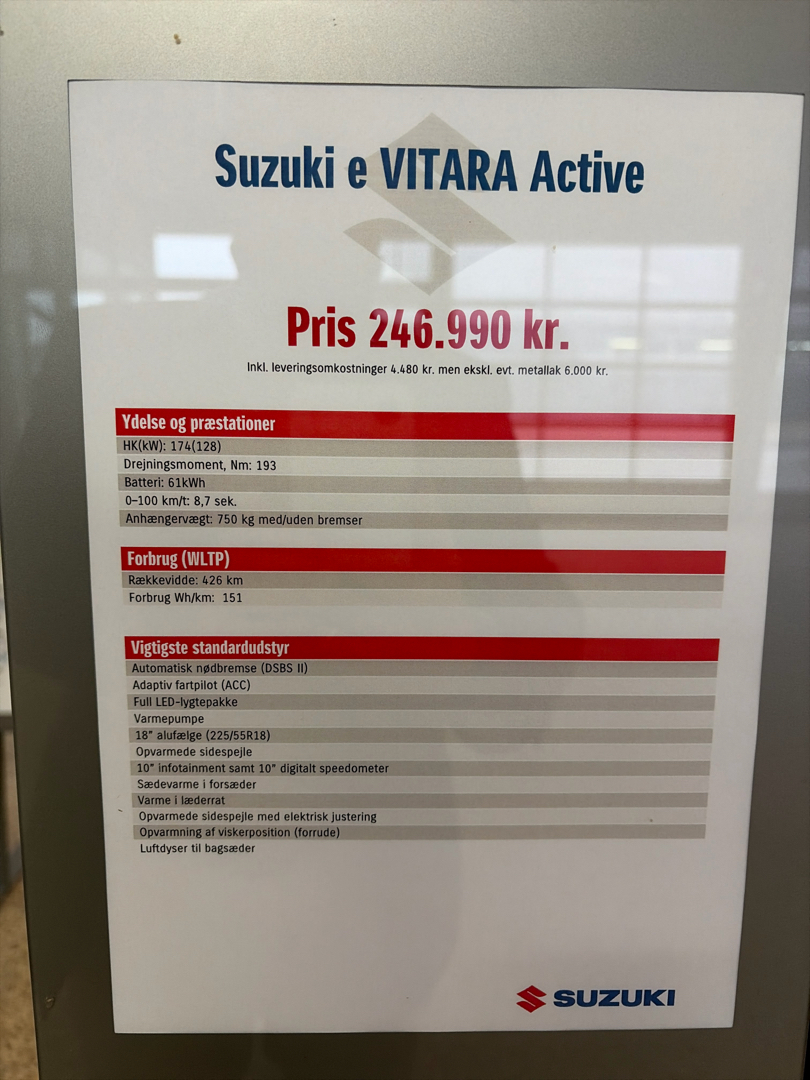 Suzuki e VITARA Active
Pris 246.990 kr.
Inkl. leveringsomkostninger 4.480 kr. men ekskl. evt. metallak 6.000 kr.
Ydelse og præstationer
HK(kW): 174(128)
Drejningsmoment, Nm: 193
Batteri: 61kWh
0–100 km/t: 8,7 sek.
Anhængervægt: 750 kg med/uden bremser
Forbrug (WLTP)
Rækkevidde: 426 km
Forbrug Wh/km: 151
Vigtigste standardudstyr
Automatisk nødbremse (DSBS II)
Adaptiv fartpilot (ACC)
Full LED-lygtepakke
Varmepumpe
18” alufælge (225/55R18)
Opvarmede sidespejle
10” infotainment samt 10” digitalt speedometer
Sædevarme i forsæder
Varme i læderrat
Opvarmede sidespejle med elektrisk justering
Opvarmning af viskerposition (forrude)
Luftdyser til bagsæder
SUZUKI